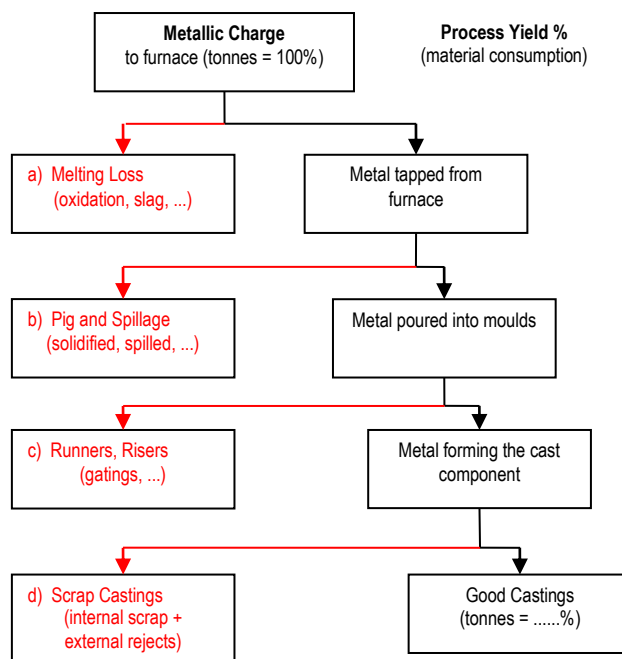 Metallic Charge
to furnace (tonnes = 100%)
Process Yield %
(material consumption)
a) Melting Loss
(oxidation, slag, ...)
Metal tapped from
furnace
b) Pig and Spillage
(solidified, spilled, ...)
Metal poured into moulds
c) Runners, Risers
(gatings, ...)
Metal forming the cast
component
d) Scrap Castings
(internal scrap +
external rejects)
Good Castings
(tonnes = ......%)